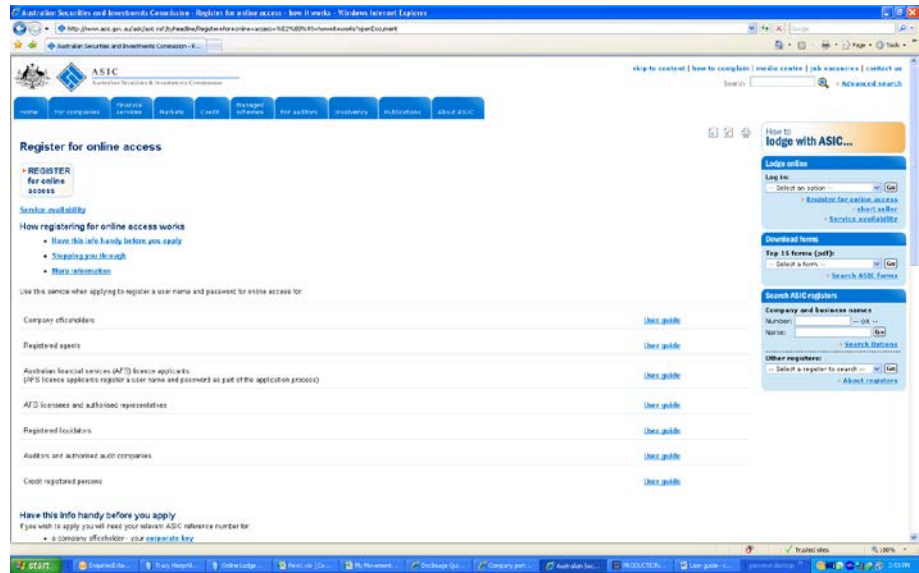 Australian Securities and Investments Commission - Register for online access - how it works - Windows Internet Explorer
Australian Securities and Investments Commission - R...
Page
Tools
ASIC
Australian Securities & Investments Commission
skip to content | how to complain | media centre | job vacancies | contact us
Search
Advanced search
Home
For companies
Financial services
Markets
Credit
Managed schemes
For auditors
Insolvency
Publications
About ASIC
Register for online access
REGISTER
for online
access
Service availability
How registering for online access works
• Have this info handy before you apply
• Stepping you through
• More information
Use this service when applying to register a user name and password for online access for:
Company officeholders User guide
Registered agents User guide
Australian financial services (AFS) licence applicants User guide
(AFS licence applicants register a user name and password as part of the application process)
AFS licensees and authorised representatives User guide
Registered liquidators User guide
Auditors and authorised audit companies User guide
Credit registered persons User guide
Have this info handy before you apply
If you wish to apply you will need your relevant ASIC reference number for:
• a company officeholder - your corporate key
How to
lodge with ASIC...
Lodge online
Log in:
-- Select an option -- Go
Register for online access
short seller
Service availability
Download forms
Top 15 forms (pdf):
-- Select a form -- Go
Search ASIC forms
Search ASIC registers
Company and business names
Number: -- OR --
Name: Go
Search Options
Other registers:
-- Select a register to search -- Go
About registers
Trusted sites
100%
start
Company port...
Australian Sec...
PRODUCTION...
User guide - c...